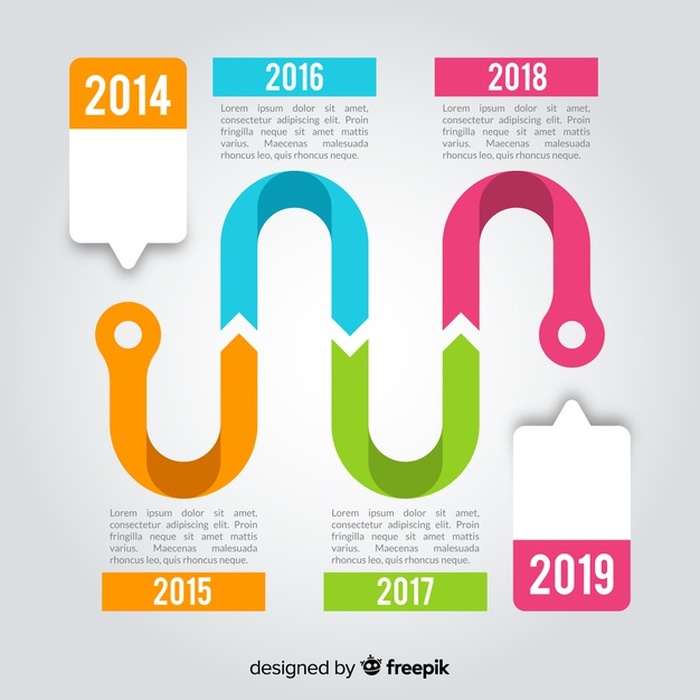 2014
2016
Lorem ipsum dolor sit amet,
consectetur adipiscing elit. Proin
fringilla neque sit amet mattis
varius. Maecenas malesuada
rhoncus leo, quis rhoncus neque.
2018
Lorem ipsum dolor sit amet,
consectetur adipiscing elit. Proin
fringilla neque sit amet mattis
varius. Maecenas malesuada
rhoncus leo, quis rhoncus neque.
Lorem ipsum dolor sit amet,
consectetur adipiscing elit. Proin
fringilla neque sit amet mattis
varius. Maecenas malesuada
rhoncus leo, quis rhoncus neque.
2015
Lorem ipsum dolor sit amet,
consectetur adipiscing elit. Proin
fringilla neque sit amet mattis
varius. Maecenas malesuada
rhoncus leo, quis rhoncus neque.
2017
2019
designed by freepik